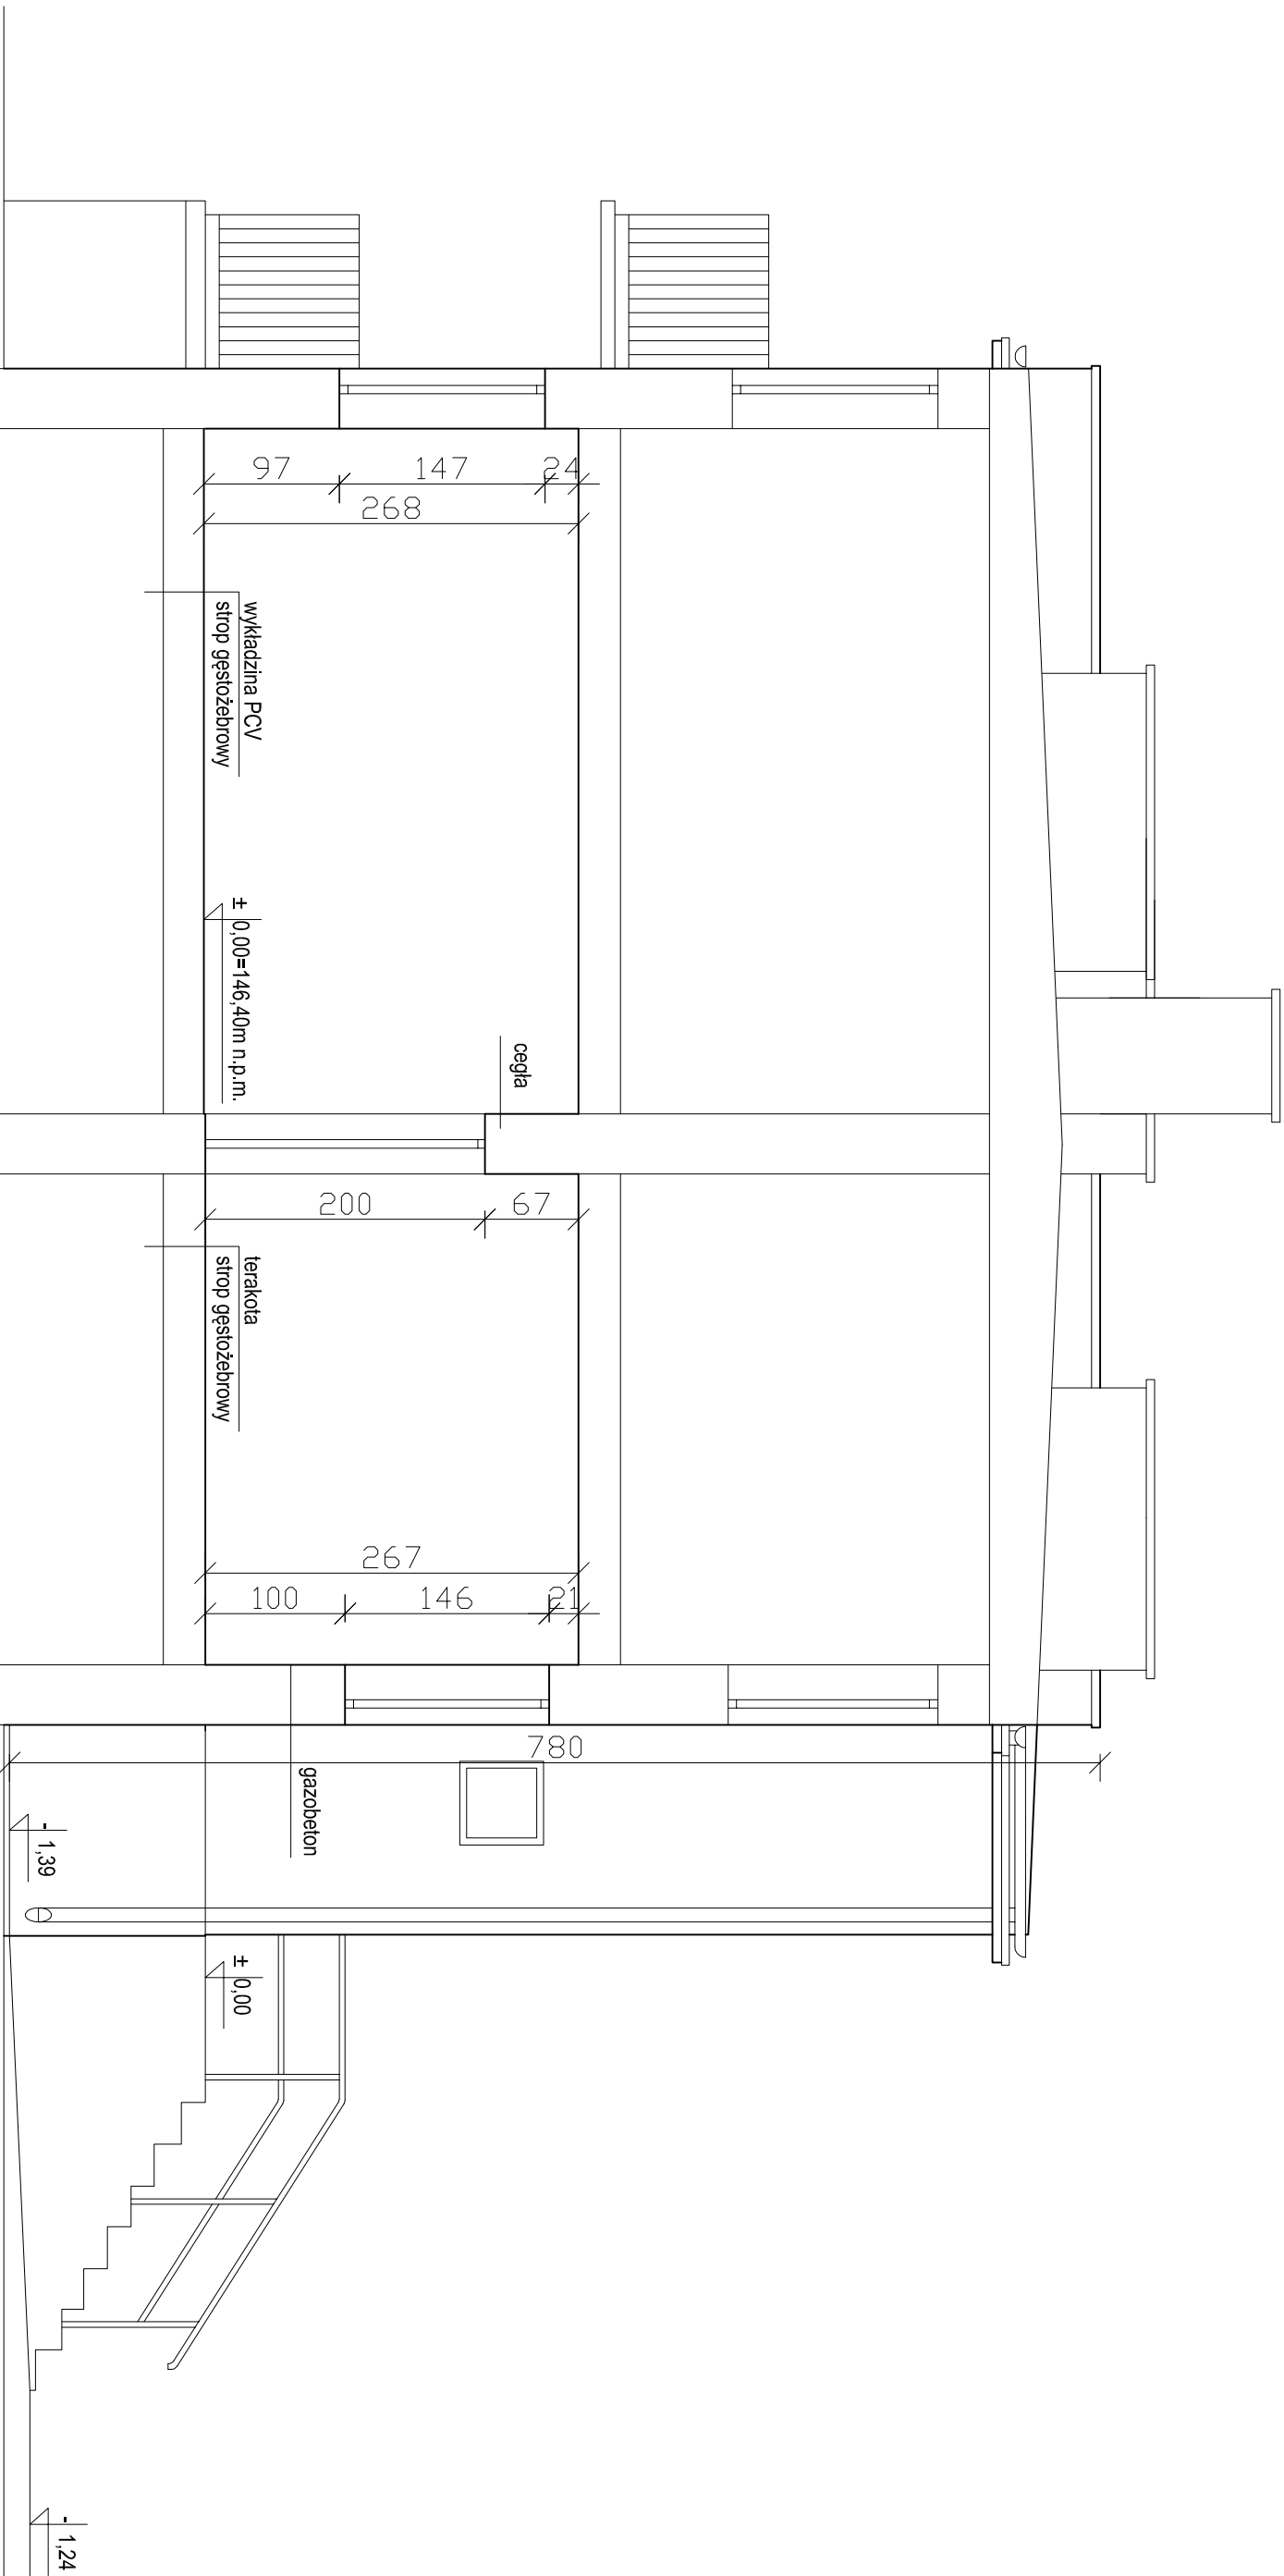 97
147
24
268
wykładzina PCV
strop gęstożebrowy
± 0,00=146,40m n.p.m.
cegła
200
67
terakota
strop gęstożebrowy
267
100
146
21
780
gazobeton
- 1,39
± 0,00
- 1,24